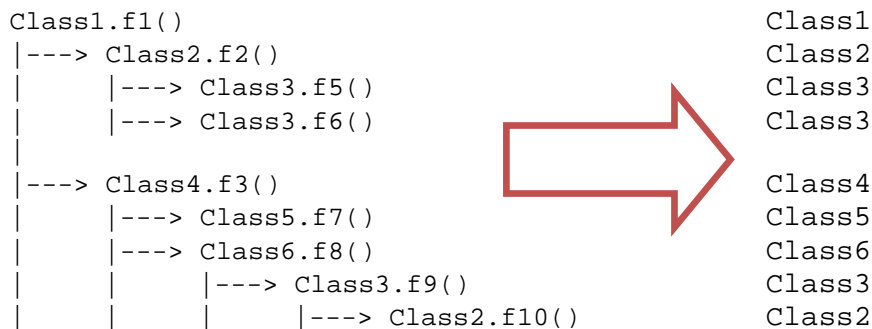 Class1.f1() Class1
|---> Class2.f2() Class2
|     |---> Class3.f5() Class3
|     |---> Class3.f6() Class3
|
|---> Class4.f3() Class4
|     |---> Class5.f7() Class5
|     |---> Class6.f8() Class6
|     |     |---> Class3.f9() Class3
|     |     |     |---> Class2.f10() Class2